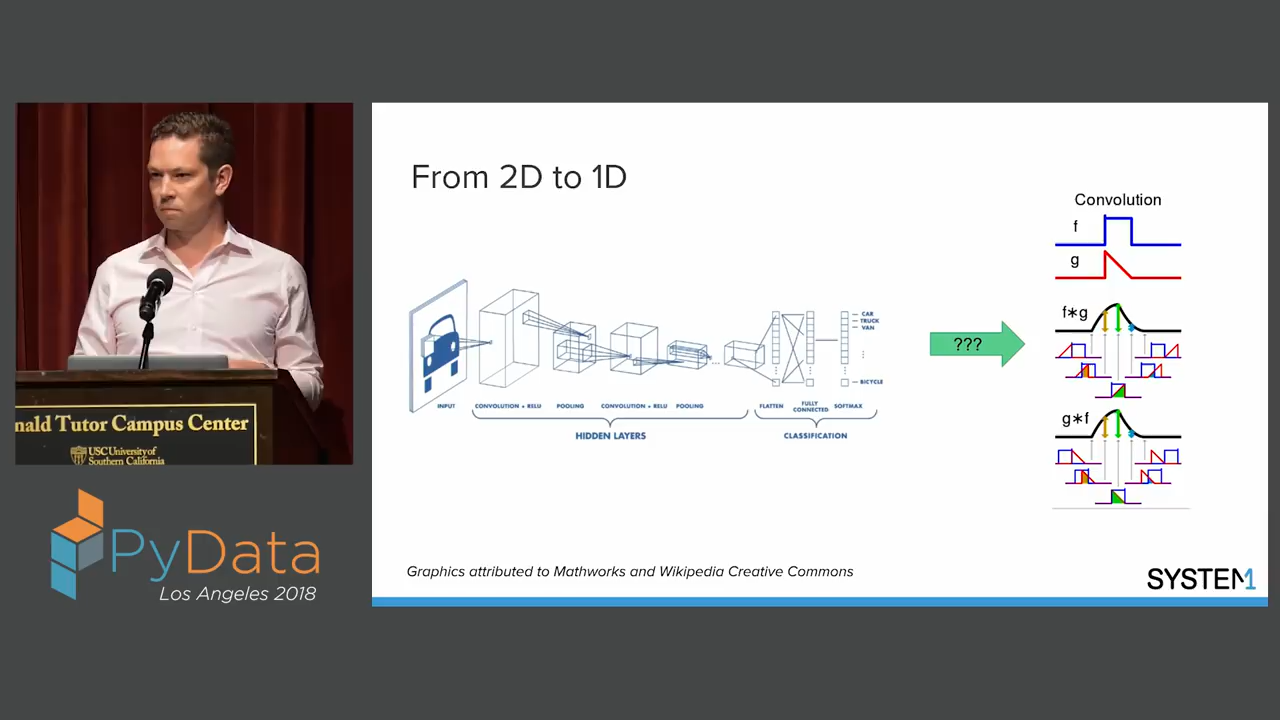 nald Tutor Campus Center
USC University of
Southern California
PyData
Los Angeles 2018
From 2D to 1D
INPUT
CONVOLUTION + RELU
POOLING
CONVOLUTION + RELU
POOLING
...
FLATTEN
FULLY
CONNECTED
SOFTMAX
HIDDEN LAYERS
CLASSIFICATION
CAR
TRUCK
VAN
BICYCLE
???
Convolution
f
g
f∗g
g∗f
Graphics attributed to Mathworks and Wikipedia Creative Commons
SYSTEM1